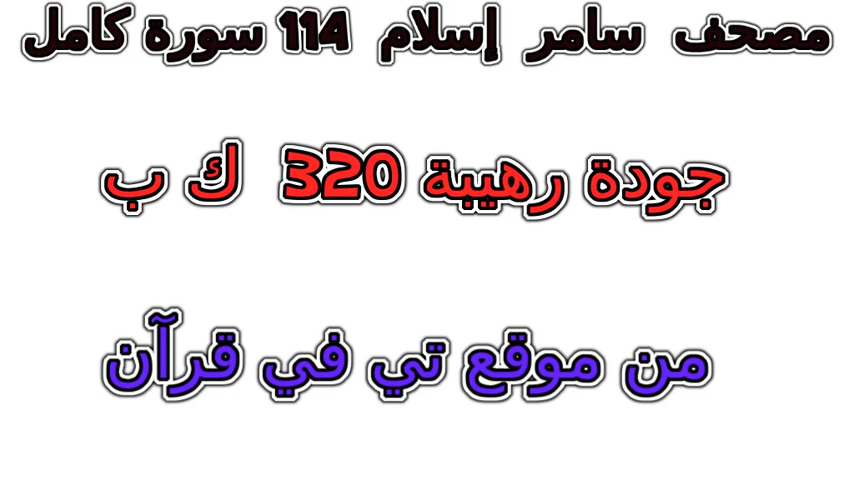 مصحف سامر إسلام 114 سورة كامل
جودة رهيبة 320 ك ب
من موقع تي في قرآن